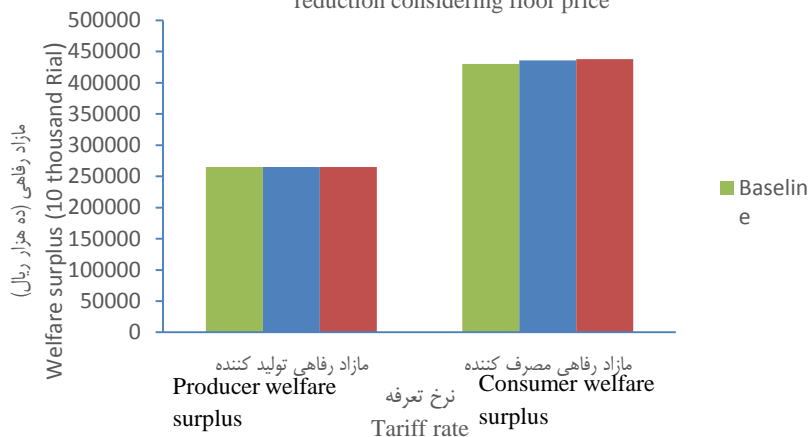 reduction considering floor price
500000
450000
400000
350000
300000
250000
200000
150000
100000
50000
0
مازاد رفاهی (ده هزار ریال)
Welfare surplus (10 thousand Rial)
Baselin
e
مازاد رفاهی تولید کننده
مازاد رفاهی مصرف کننده
Producer welfare
surplus
Consumer welfare
surplus
نرخ تعرفه
Tariff rate